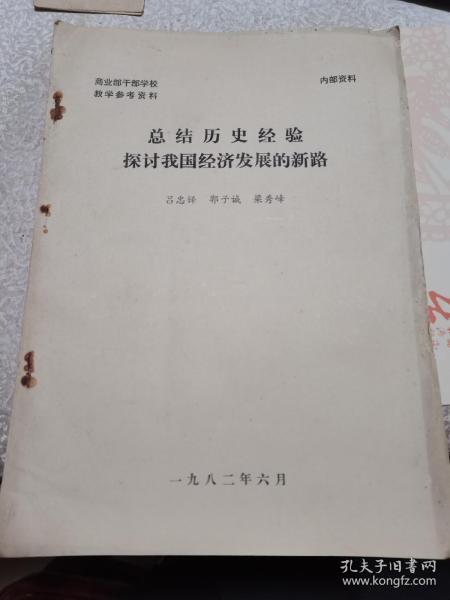 商业部干部学校
教学参考资料
内部资料
总结历史经验
探讨我国经济发展的新路
吕忠铎 郭子诚 梁秀峰
一九八二年六月
孔夫子旧书网
www.kongfz.com